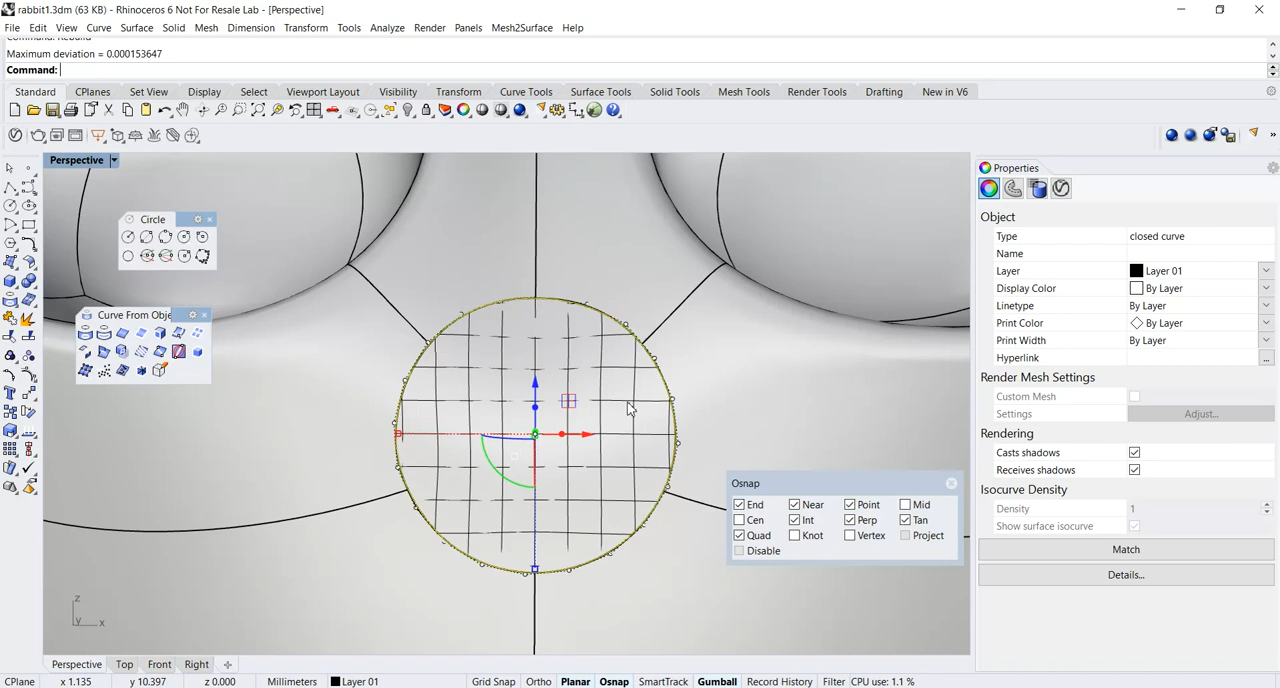 rabbit1.3dm (63 KB) - Rhinoceros 6 Not For Resale Lab - [Perspective]
File Edit View Curve Surface Solid Mesh Dimension Transform Tools Analyze Render Panels Mesh2Surface Help
Maximum deviation = 0.000153647
Command:
Standard CPlanes Set View Display Select Viewport Layout Visibility Transform Curve Tools Surface Tools Solid Tools Mesh Tools Render Tools Drafting New in V6
Perspective
Properties
Circle
Object
Type closed curve
Name
Layer Layer 01
Display Color By Layer
Linetype By Layer
Print Color By Layer
Print Width By Layer
Hyperlink ...
Curve From Obje
Render Mesh Settings
Custom Mesh
Settings Adjust...
Rendering
Casts shadows
Receives shadows
Isocurve Density
Density 1
Show surface isocurve
Match
Details...
Osnap
End Near Point Mid
Cen Int Perp Tan
Quad Knot Vertex Project
Disable
z
y x
Perspective Top Front Right
CPlane x 1.135 y 10.397 z 0.000 Millimeters Layer 01 Grid Snap Ortho Planar Osnap SmartTrack Gumball Record History Filter CPU use: 1.1 %